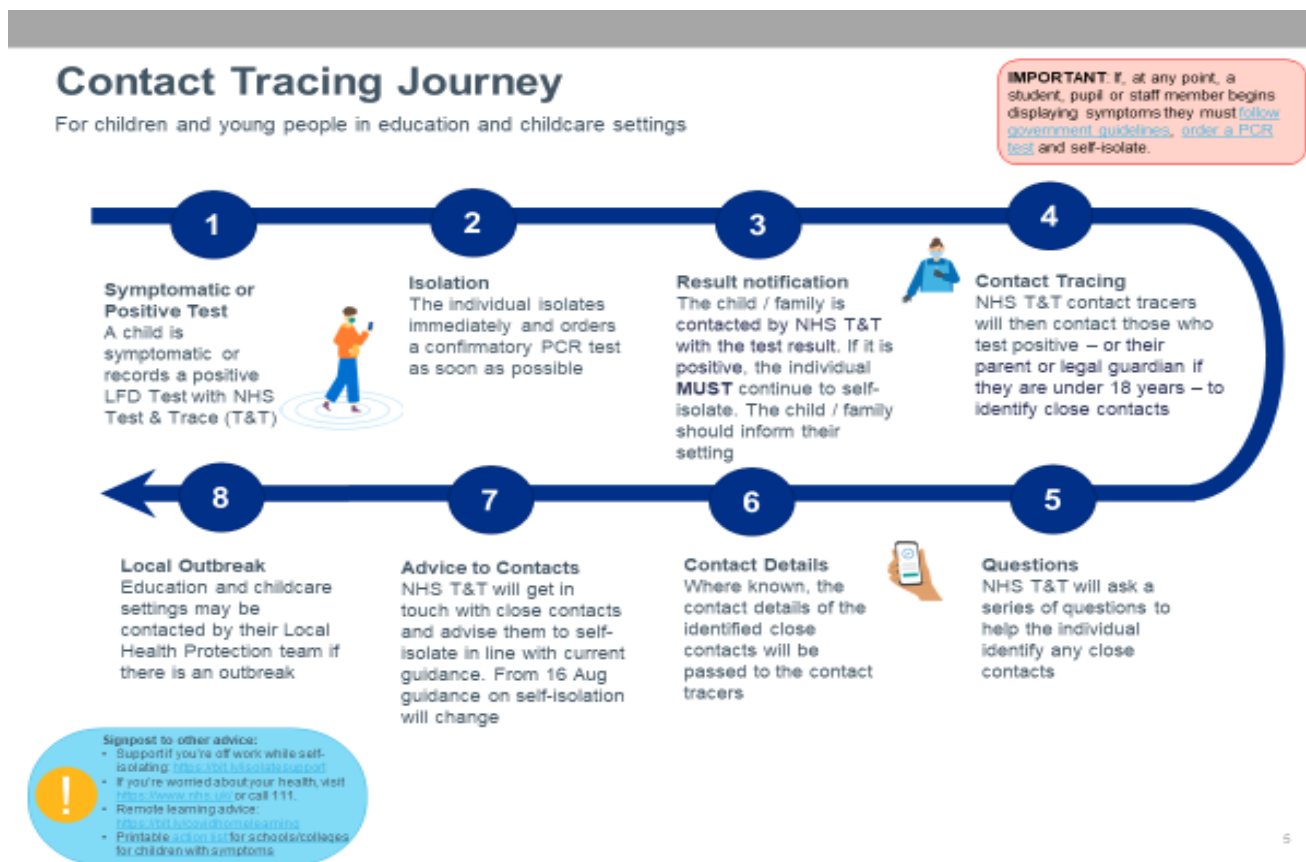 Contact Tracing Journey
For children and young people in education and childcare settings
IMPORTANT: If, at any point, a
student, pupil or staff member begins
displaying symptoms they must follow
government guidelines, order a PCR
test and self-isolate.
1
2
3
4
Symptomatic or
Positive Test
A child is
symptomatic or
records a positive
LFD Test with NHS
Test & Trace (T&T)
Isolation
The individual isolates
immediately and orders
a confirmatory PCR test
as soon as possible
Result notification
The child / family is
contacted by NHS T&T
with the test result. If it is
positive, the individual
MUST continue to self-
isolate. The child / family
should inform their
setting
Contact Tracing
NHS T&T contact tracers
will then contact those who
test positive – or their
parent or legal guardian if
they are under 18 years – to
identify close contacts
8
7
6
5
Local Outbreak
Education and childcare
settings may be
contacted by their Local
Health Protection team if
there is an outbreak
Advice to Contacts
NHS T&T will get in
touch with close contacts
and advise them to self-
isolate in line with current
guidance. From 16 Aug
guidance on self-isolation
will change
Contact Details
Where known, the
contact details of the
identified close
contacts will be
passed to the contact
tracers
Questions
NHS T&T will ask a
series of questions to
help the individual
identify any close
contacts
!
Signpost to other advice:
• Support if you're off work while self-
isolating: https://bit.ly/isolatesupport
• If you're worried about your health, visit
https://www.nhs.uk/ or call 111.
• Remote learning advice:
https://bit.ly/covidhomelearning
• Printable action list for schools/colleges
for children with symptoms
5